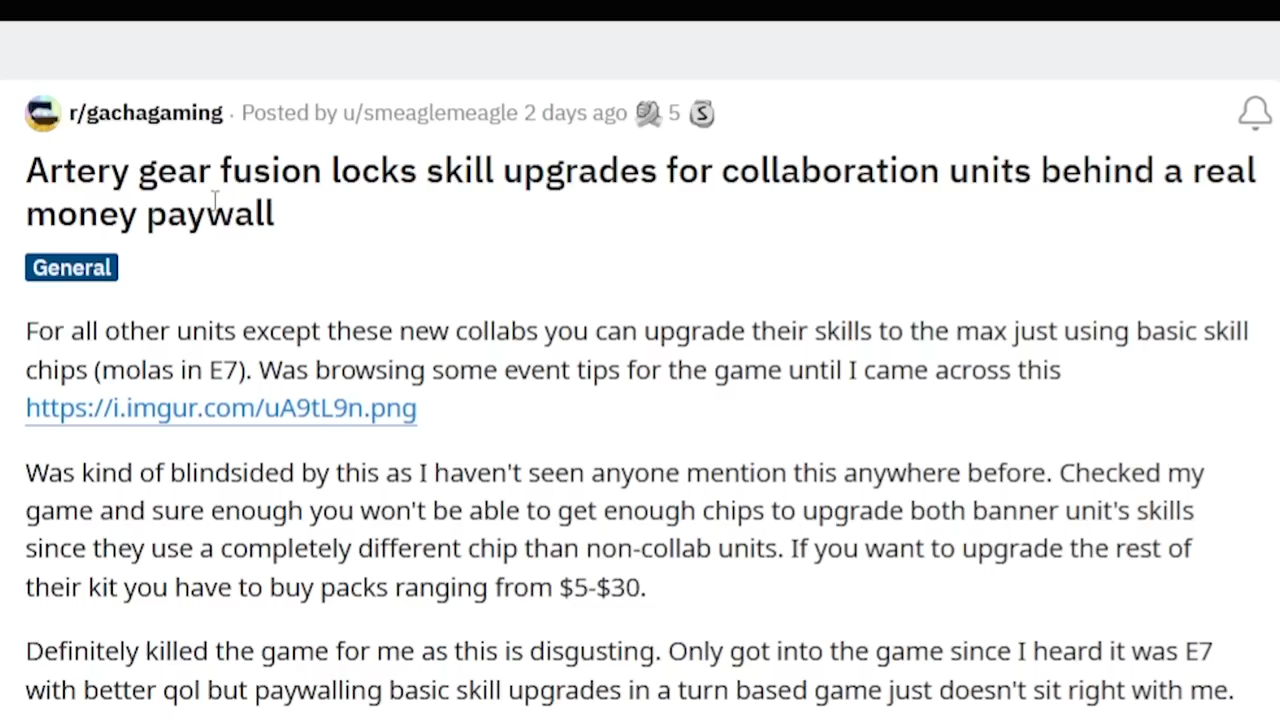 r/gachagaming · Posted by u/smeaglemeagle 2 days ago 5 S
Artery gear fusion locks skill upgrades for collaboration units behind a real
money paywall
General
For all other units except these new collabs you can upgrade their skills to the max just using basic skill
chips (molas in E7). Was browsing some event tips for the game until I came across this
https://i.imgur.com/uA9tL9n.png
Was kind of blindsided by this as I haven't seen anyone mention this anywhere before. Checked my
game and sure enough you won't be able to get enough chips to upgrade both banner unit's skills
since they use a completely different chip than non-collab units. If you want to upgrade the rest of
their kit you have to buy packs ranging from $5-$30.
Definitely killed the game for me as this is disgusting. Only got into the game since I heard it was E7
with better qol but paywalling basic skill upgrades in a turn based game just doesn't sit right with me.